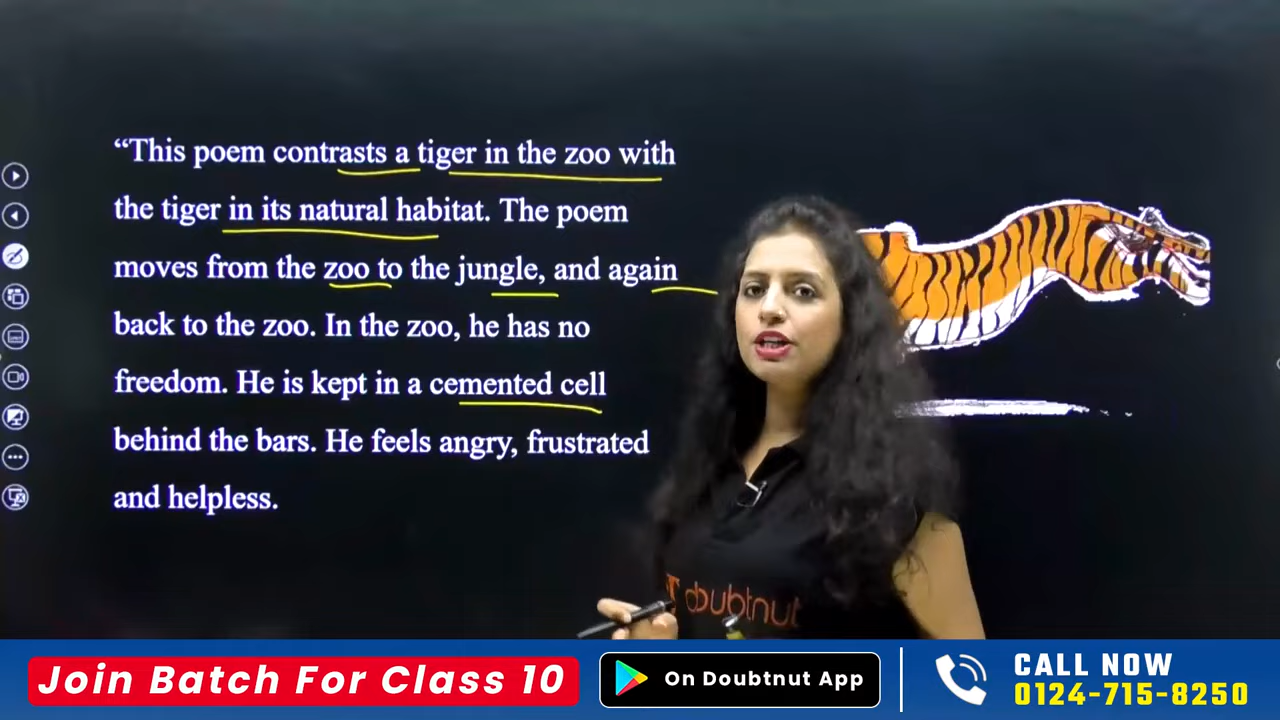 “This poem contrasts a tiger in the zoo with
the tiger in its natural habitat. The poem
moves from the zoo to the jungle, and again
back to the zoo. In the zoo, he has no
freedom. He is kept in a cemented cell
behind the bars. He feels angry, frustrated
and helpless.
doubtnut
Join Batch For Class 10
On Doubtnut App
CALL NOW
0124-715-8250